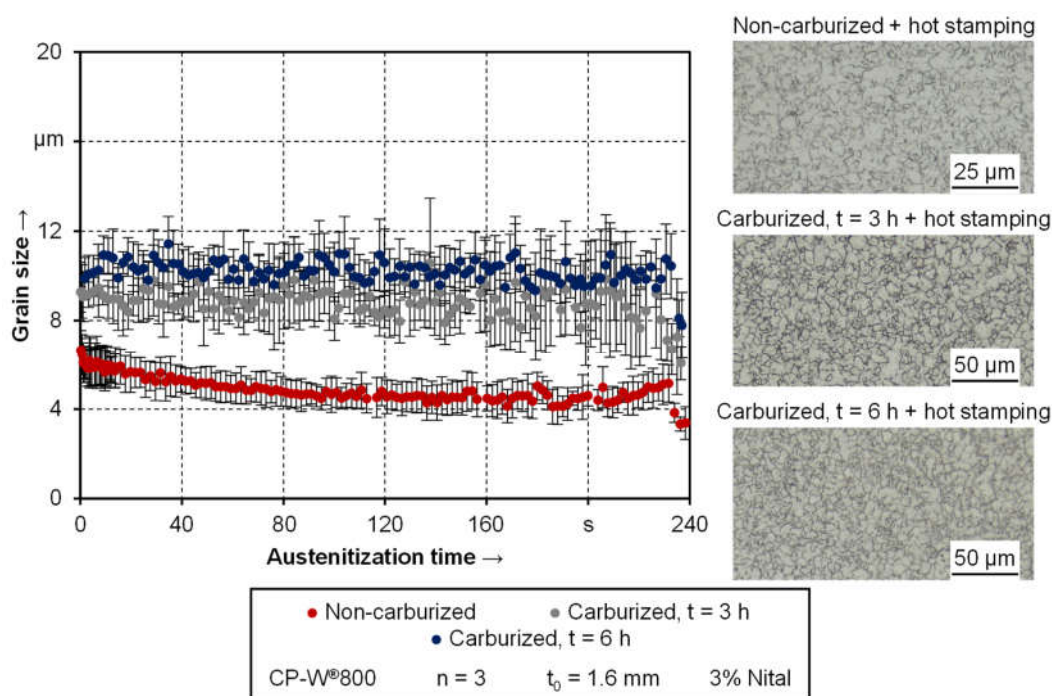 20
µm
12
8
4
0
Grain size →
0 40 80 120 160 s 240
Austenitization time →
Non-carburized + hot stamping
25 µm
Carburized, t = 3 h + hot stamping
50 µm
Carburized, t = 6 h + hot stamping
50 µm
Non-carburized Carburized, t = 3 h
Carburized, t = 6 h
CP-W®800 n = 3 t₀ = 1.6 mm 3% Nital